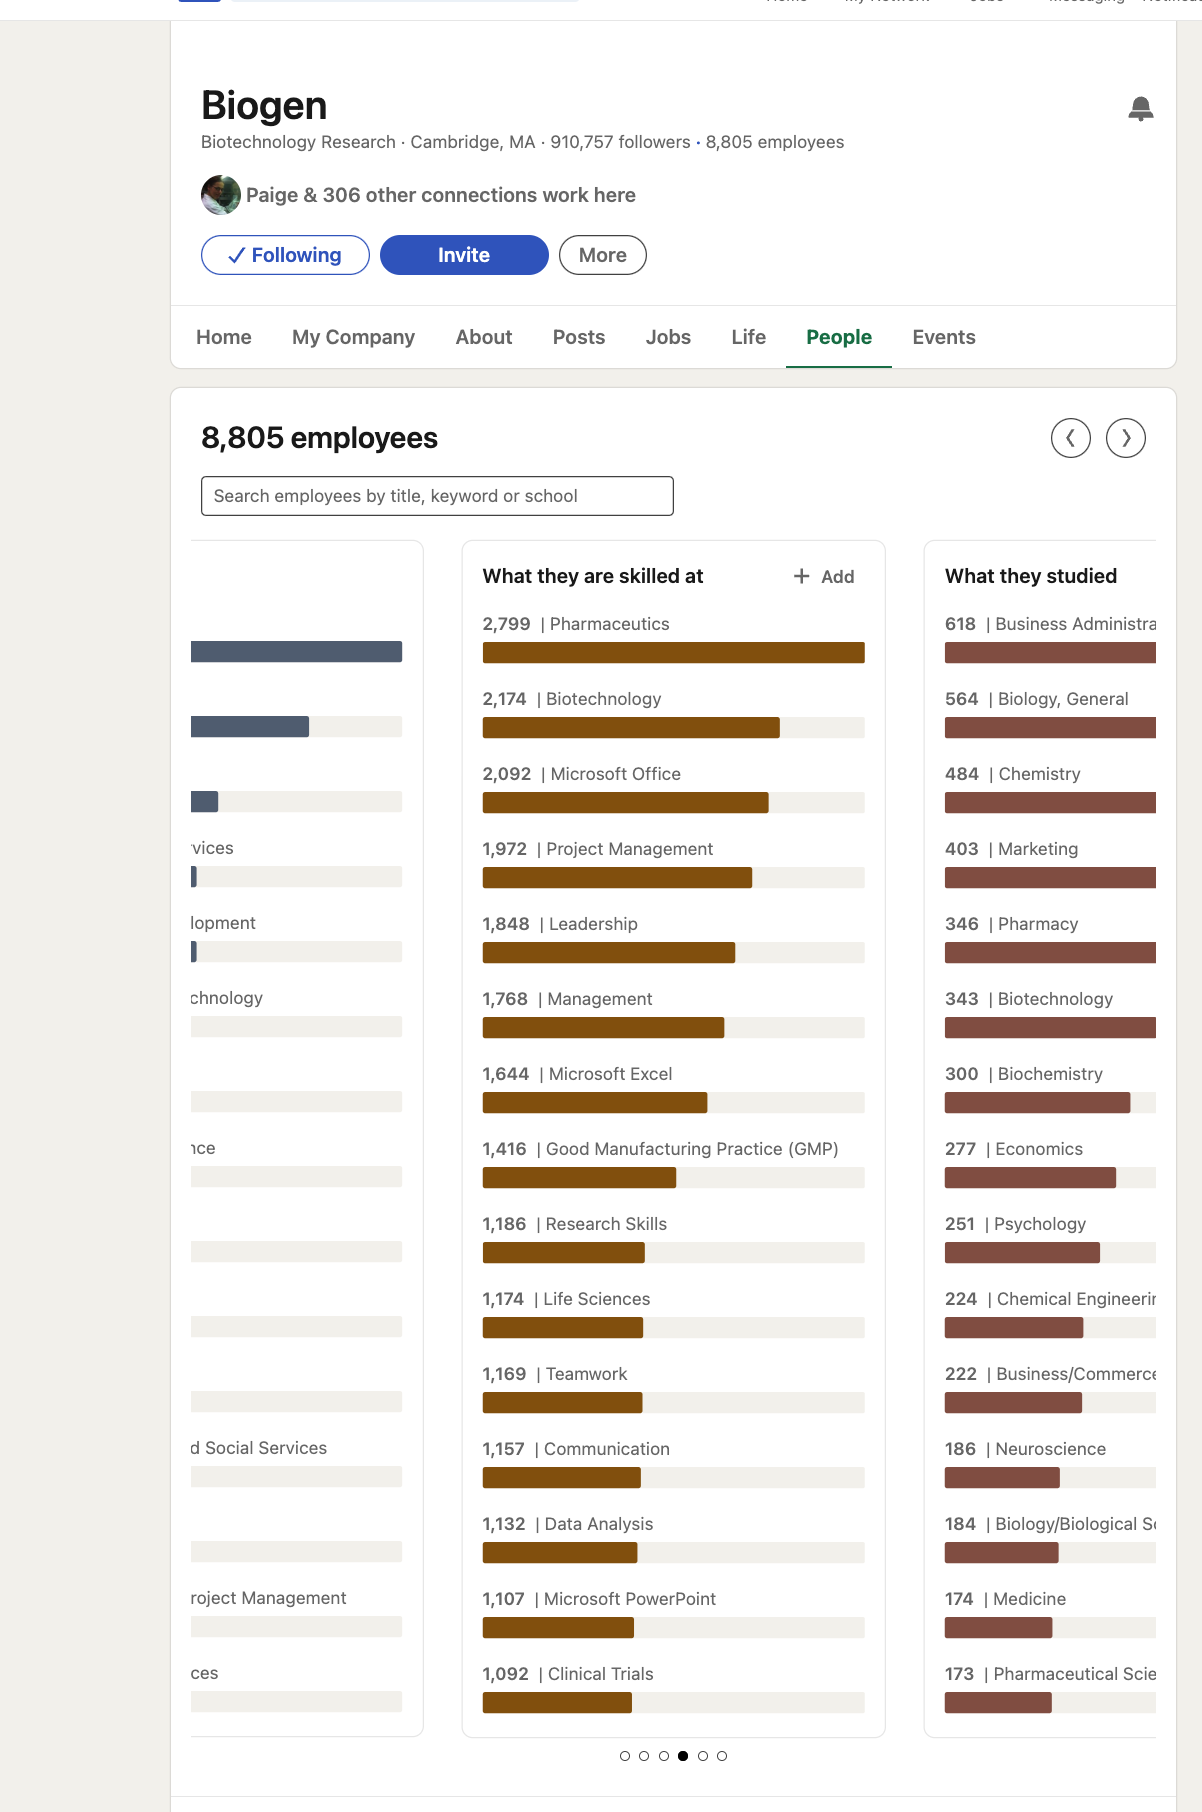 Biogen
Biotechnology Research · Cambridge, MA · 910,757 followers • 8,805 employees
Paige & 306 other connections work here
✓ Following
Invite
More
Home
My Company
About
Posts
Jobs
Life
People
Events
8,805 employees
Search employees by title, keyword or school
vices
lopment
chnology
nce
d Social Services
roject Management
ces
What they are skilled at
+ Add
2,799 | Pharmaceutics
2,174 | Biotechnology
2,092 | Microsoft Office
1,972 | Project Management
1,848 | Leadership
1,768 | Management
1,644 | Microsoft Excel
1,416 | Good Manufacturing Practice (GMP)
1,186 | Research Skills
1,174 | Life Sciences
1,169 | Teamwork
1,157 | Communication
1,132 | Data Analysis
1,107 | Microsoft PowerPoint
1,092 | Clinical Trials
What they studied
618 | Business Administra
564 | Biology, General
484 | Chemistry
403 | Marketing
346 | Pharmacy
343 | Biotechnology
300 | Biochemistry
277 | Economics
251 | Psychology
224 | Chemical Engineerin
222 | Business/Commerce
186 | Neuroscience
184 | Biology/Biological Sc
174 | Medicine
173 | Pharmaceutical Scie